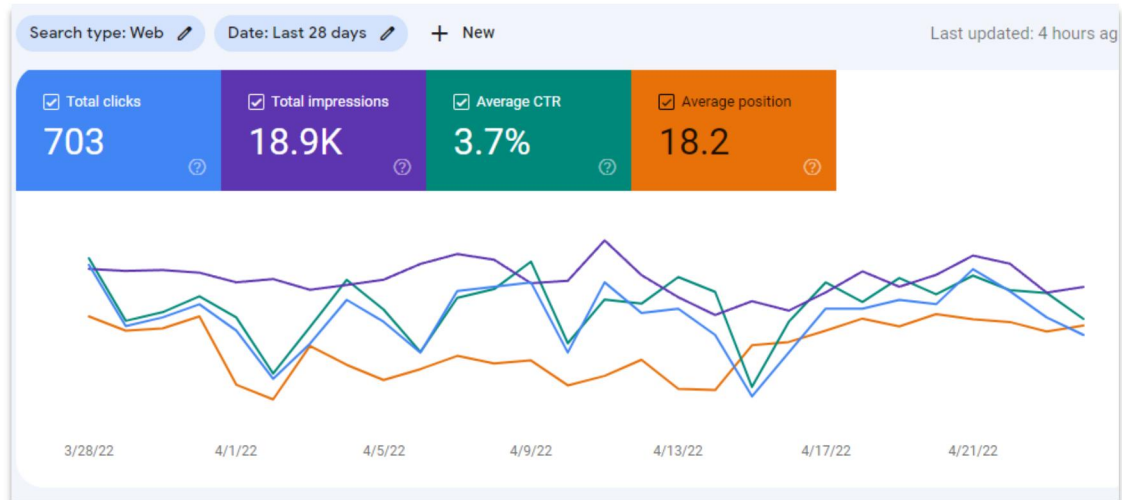 Search type: Web Date: Last 28 days + New Last updated: 4 hours ag
Total clicks Total impressions Average CTR Average position
703 18.9K 3.7% 18.2
3/28/22 4/1/22 4/5/22 4/9/22 4/13/22 4/17/22 4/21/22